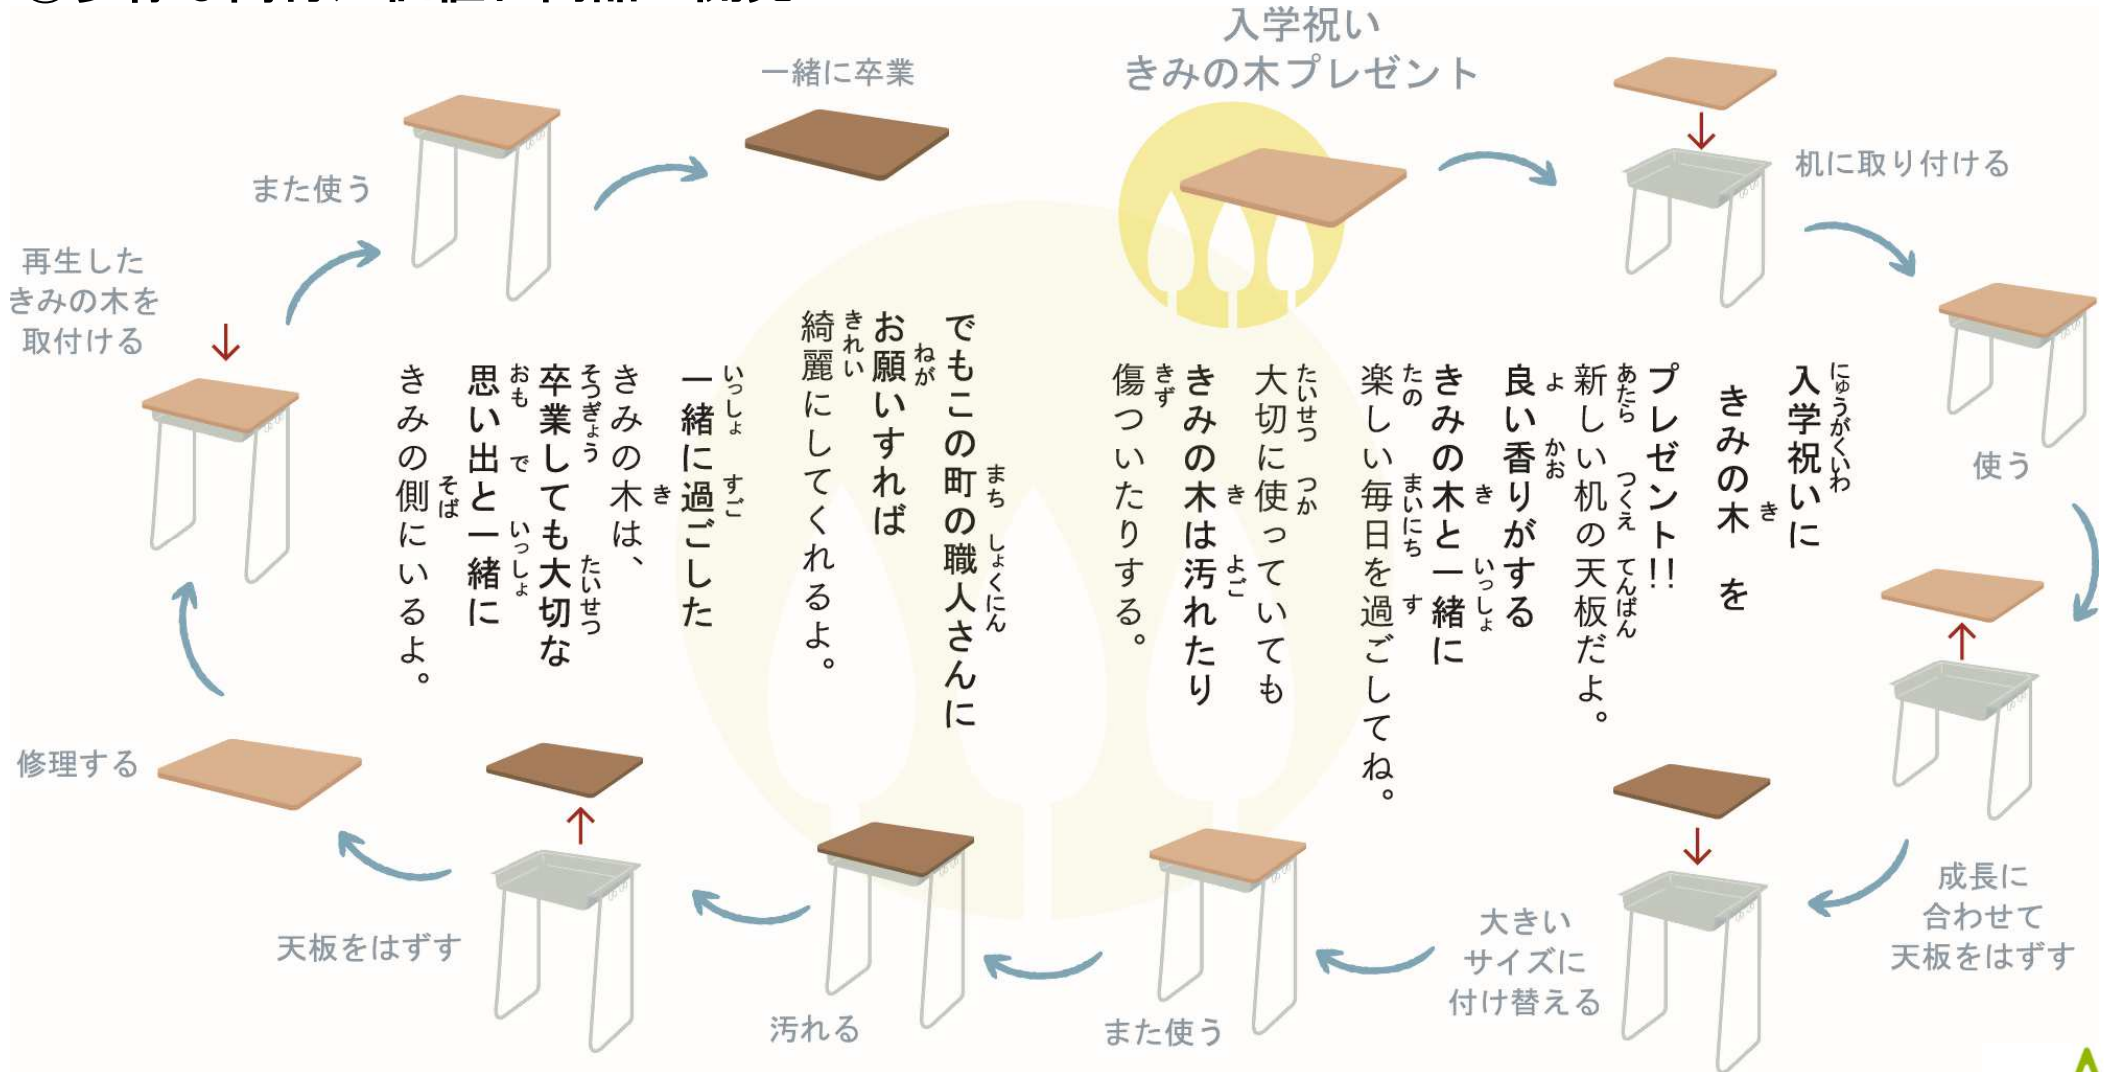 入学祝い
きみの木プレゼント
机に取り付ける
使う
成長に
合わせて
天板をはずす
大きい
サイズに
付け替える
また使う
汚れる
天板をはずす
修理する
再生した
きみの木を
取付ける
また使う
一緒に卒業
入学祝いに
きみの木 を
プレゼント!!
新しい机の天板だよ。
良い香りがする
きみの木と一緒に
楽しい毎日を過ごしてね。
大切に使っていても
きみの木は汚れたり
傷ついたりする。
でもこの町の職人さんに
お願いすれば
綺麗にしてくれるよ。
一緒に過ごした
きみの木は、
卒業しても大切な
思い出と一緒に
きみの側にいるよ。